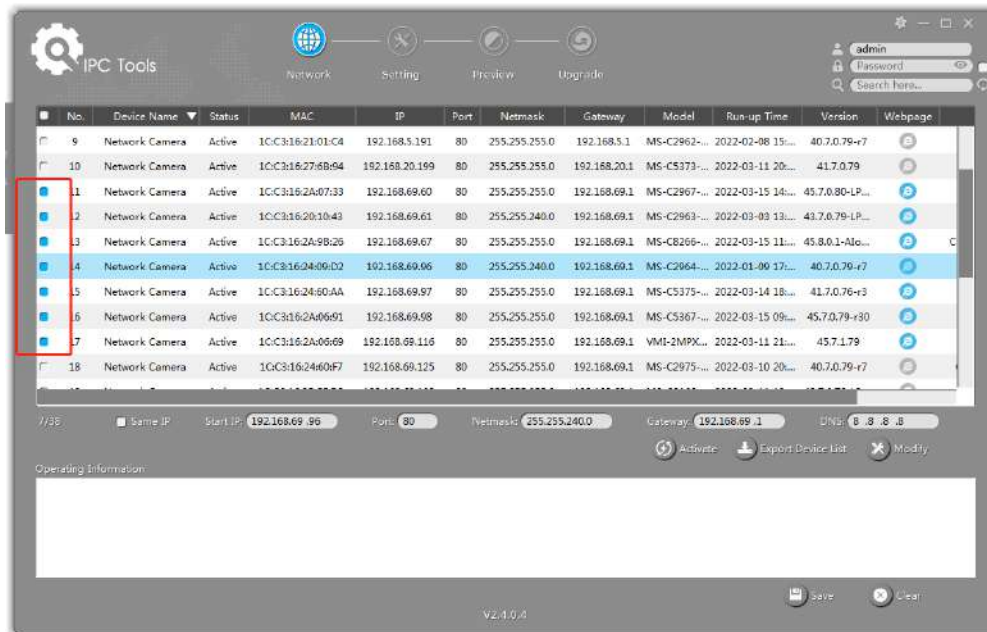 admin
IPC Tools
Password
Network Setting Preview Upgrade
Search here...
No. Device Name ▼ Status MAC IP Port Netmask Gateway Model Run-up Time Version Webpage
9 Network Camera Active 1C:C3:16:21:01:C4 192.168.5.191 80 255.255.255.0 192.168.5.1 MS-C2962-... 2022-02-08 15:... 40.7.0.79-r7
10 Network Camera Active 1C:C3:16:27:6B:94 192.168.20.199 80 255.255.255.0 192.168.20.1 MS-C5373-... 2022-03-11 20:... 41.7.0.79
11 Network Camera Active 1C:C3:16:2A:07:33 192.168.69.60 80 255.255.255.0 192.168.69.1 MS-C2967-... 2022-03-15 14:... 45.7.0.80-LP...
12 Network Camera Active 1C:C3:16:20:10:43 192.168.69.61 80 255.255.240.0 192.168.69.1 MS-C2963-... 2022-03-03 13:... 43.7.0.79-LP...
13 Network Camera Active 1C:C3:16:2A:9B:26 192.168.69.67 80 255.255.240.0 192.168.69.1 MS-C8266-... 2022-03-15 11:... 45.8.0.1-AIo... C
14 Network Camera Active 1C:C3:16:24:09:D2 192.168.69.96 80 255.255.240.0 192.168.69.1 MS-C2964-... 2022-01-09 17:... 40.7.0.79-r7
15 Network Camera Active 1C:C3:16:24:60:AA 192.168.69.97 80 255.255.255.0 192.168.69.1 MS-C5375-... 2022-03-14 18:... 41.7.0.76-r3
16 Network Camera Active 1C:C3:16:2A:06:91 192.168.69.98 80 255.255.255.0 192.168.69.1 MS-C5367-... 2022-03-15 09:... 45.7.0.79-r30
17 Network Camera Active 1C:C3:16:2A:06:69 192.168.69.116 80 255.255.255.0 192.168.69.1 VMI-2MPX... 2022-03-11 21:... 45.7.1.79
18 Network Camera Active 1C:C3:16:24:60:F7 192.168.69.125 80 255.255.255.0 192.168.69.1 MS-C2975-... 2022-03-10 20:... 40.7.0.79-r7
7/38 Same IP Start IP: 192.168.69 .96 Port: 80 Netmask: 255.255.240.0 Gateway: 192.168.69 .1 DNS: 8 .8 .8 .8
Activate Export Device List Modify
Operating Information
Save Clear
V2.4.0.4